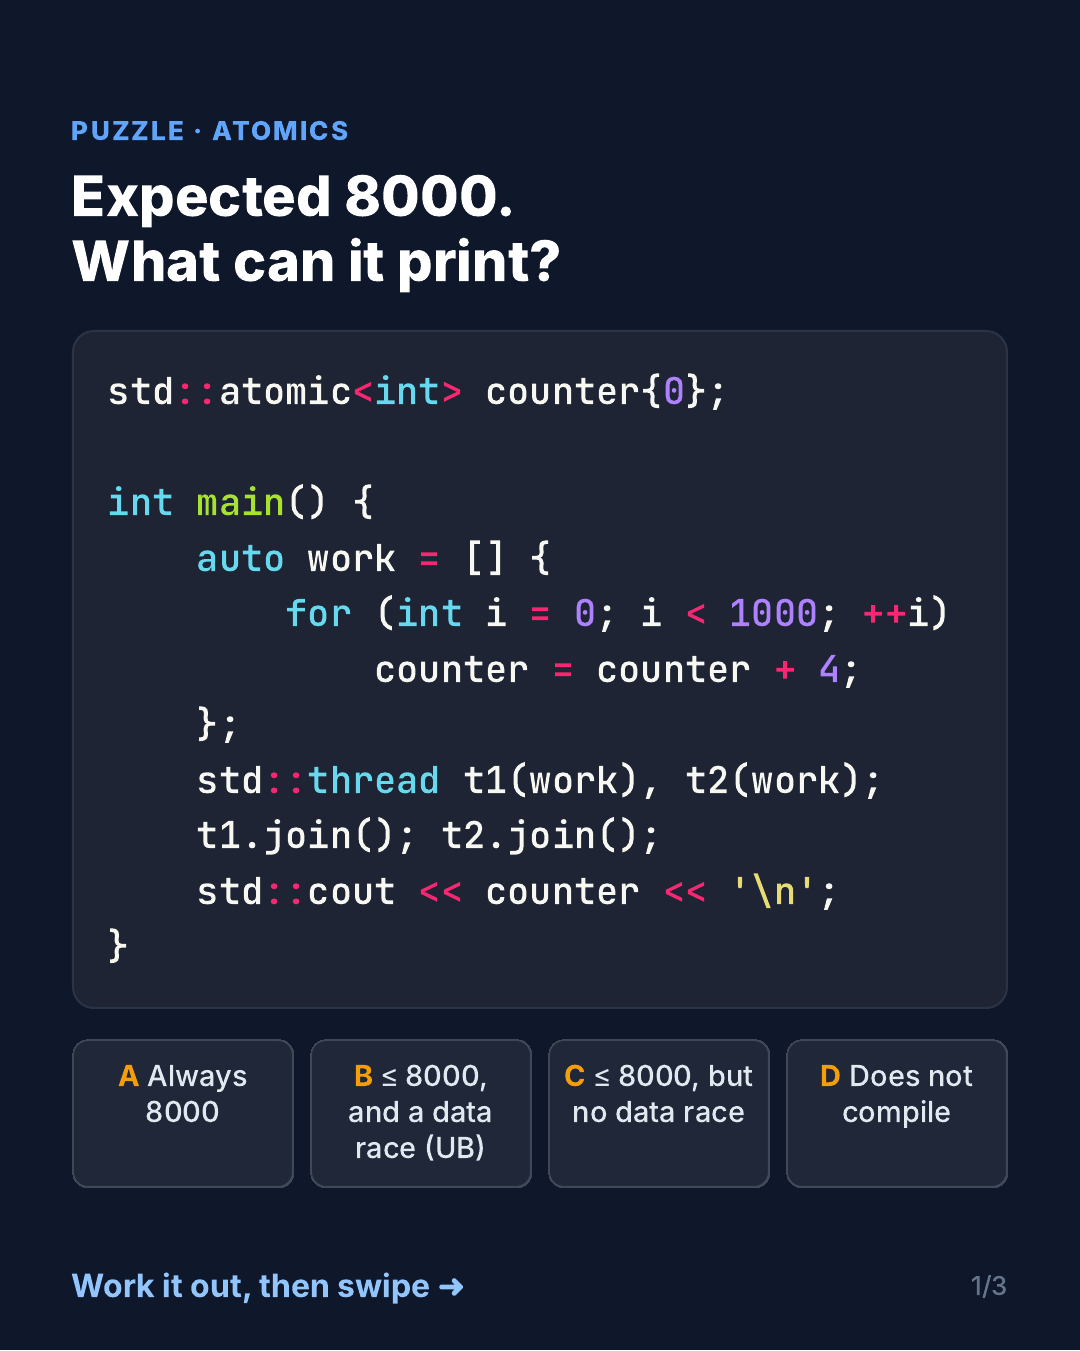 PUZZLE · ATOMICS
Expected 8000.
What can it print?
std::atomic<int> counter{0};
int main() {
    auto work = [] {
        for (int i = 0; i < 1000; ++i)
            counter = counter + 4;
    };
    std::thread t1(work), t2(work);
    t1.join(); t2.join();
    std::cout << counter << '\n';
}
A Always
8000
B ≤ 8000,
and a data
race (UB)
C ≤ 8000, but
no data race
D Does not
compile
Work it out, then swipe ➜
1/3